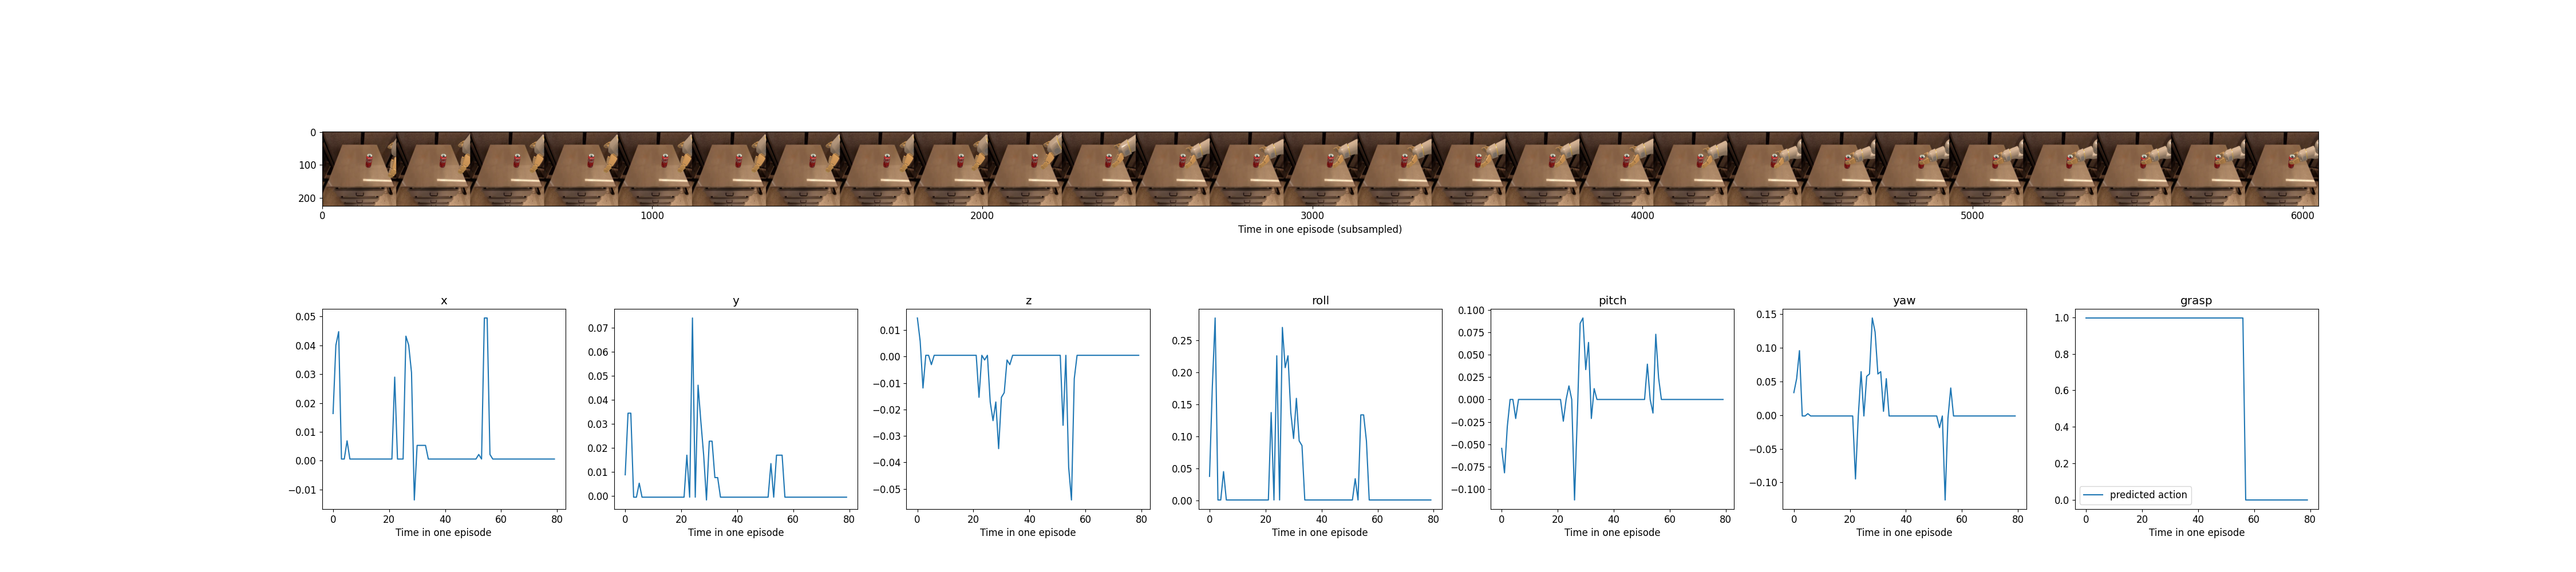 0
100
200
0 1000 2000 3000 4000 5000 6000
Time in one episode (subsampled)
x
0.05
0.04
0.03
0.02
0.01
0.00
−0.01
0 20 40 60 80
Time in one episode
y
0.07
0.06
0.05
0.04
0.03
0.02
0.01
0.00
0 20 40 60 80
Time in one episode
z
0.01
0.00
−0.01
−0.02
−0.03
−0.04
−0.05
0 20 40 60 80
Time in one episode
roll
0.25
0.20
0.15
0.10
0.05
0.00
0 20 40 60 80
Time in one episode
pitch
0.100
0.075
0.050
0.025
0.000
−0.025
−0.050
−0.075
−0.100
0 20 40 60 80
Time in one episode
yaw
0.15
0.10
0.05
0.00
−0.05
−0.10
0 20 40 60 80
Time in one episode
grasp
1.0
0.8
0.6
0.4
0.2
0.0
predicted action
0 20 40 60 80
Time in one episode